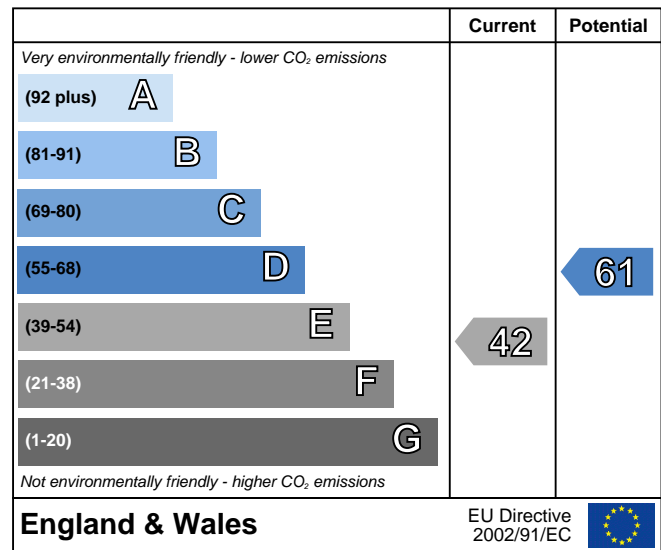 Current Potential
Very environmentally friendly - lower CO₂ emissions
(92 plus) A
(81-91) B
(69-80) C
(55-68) D
61
(39-54) E
42
(21-38) F
(1-20) G
Not environmentally friendly - higher CO₂ emissions
England & Wales
EU Directive
2002/91/EC